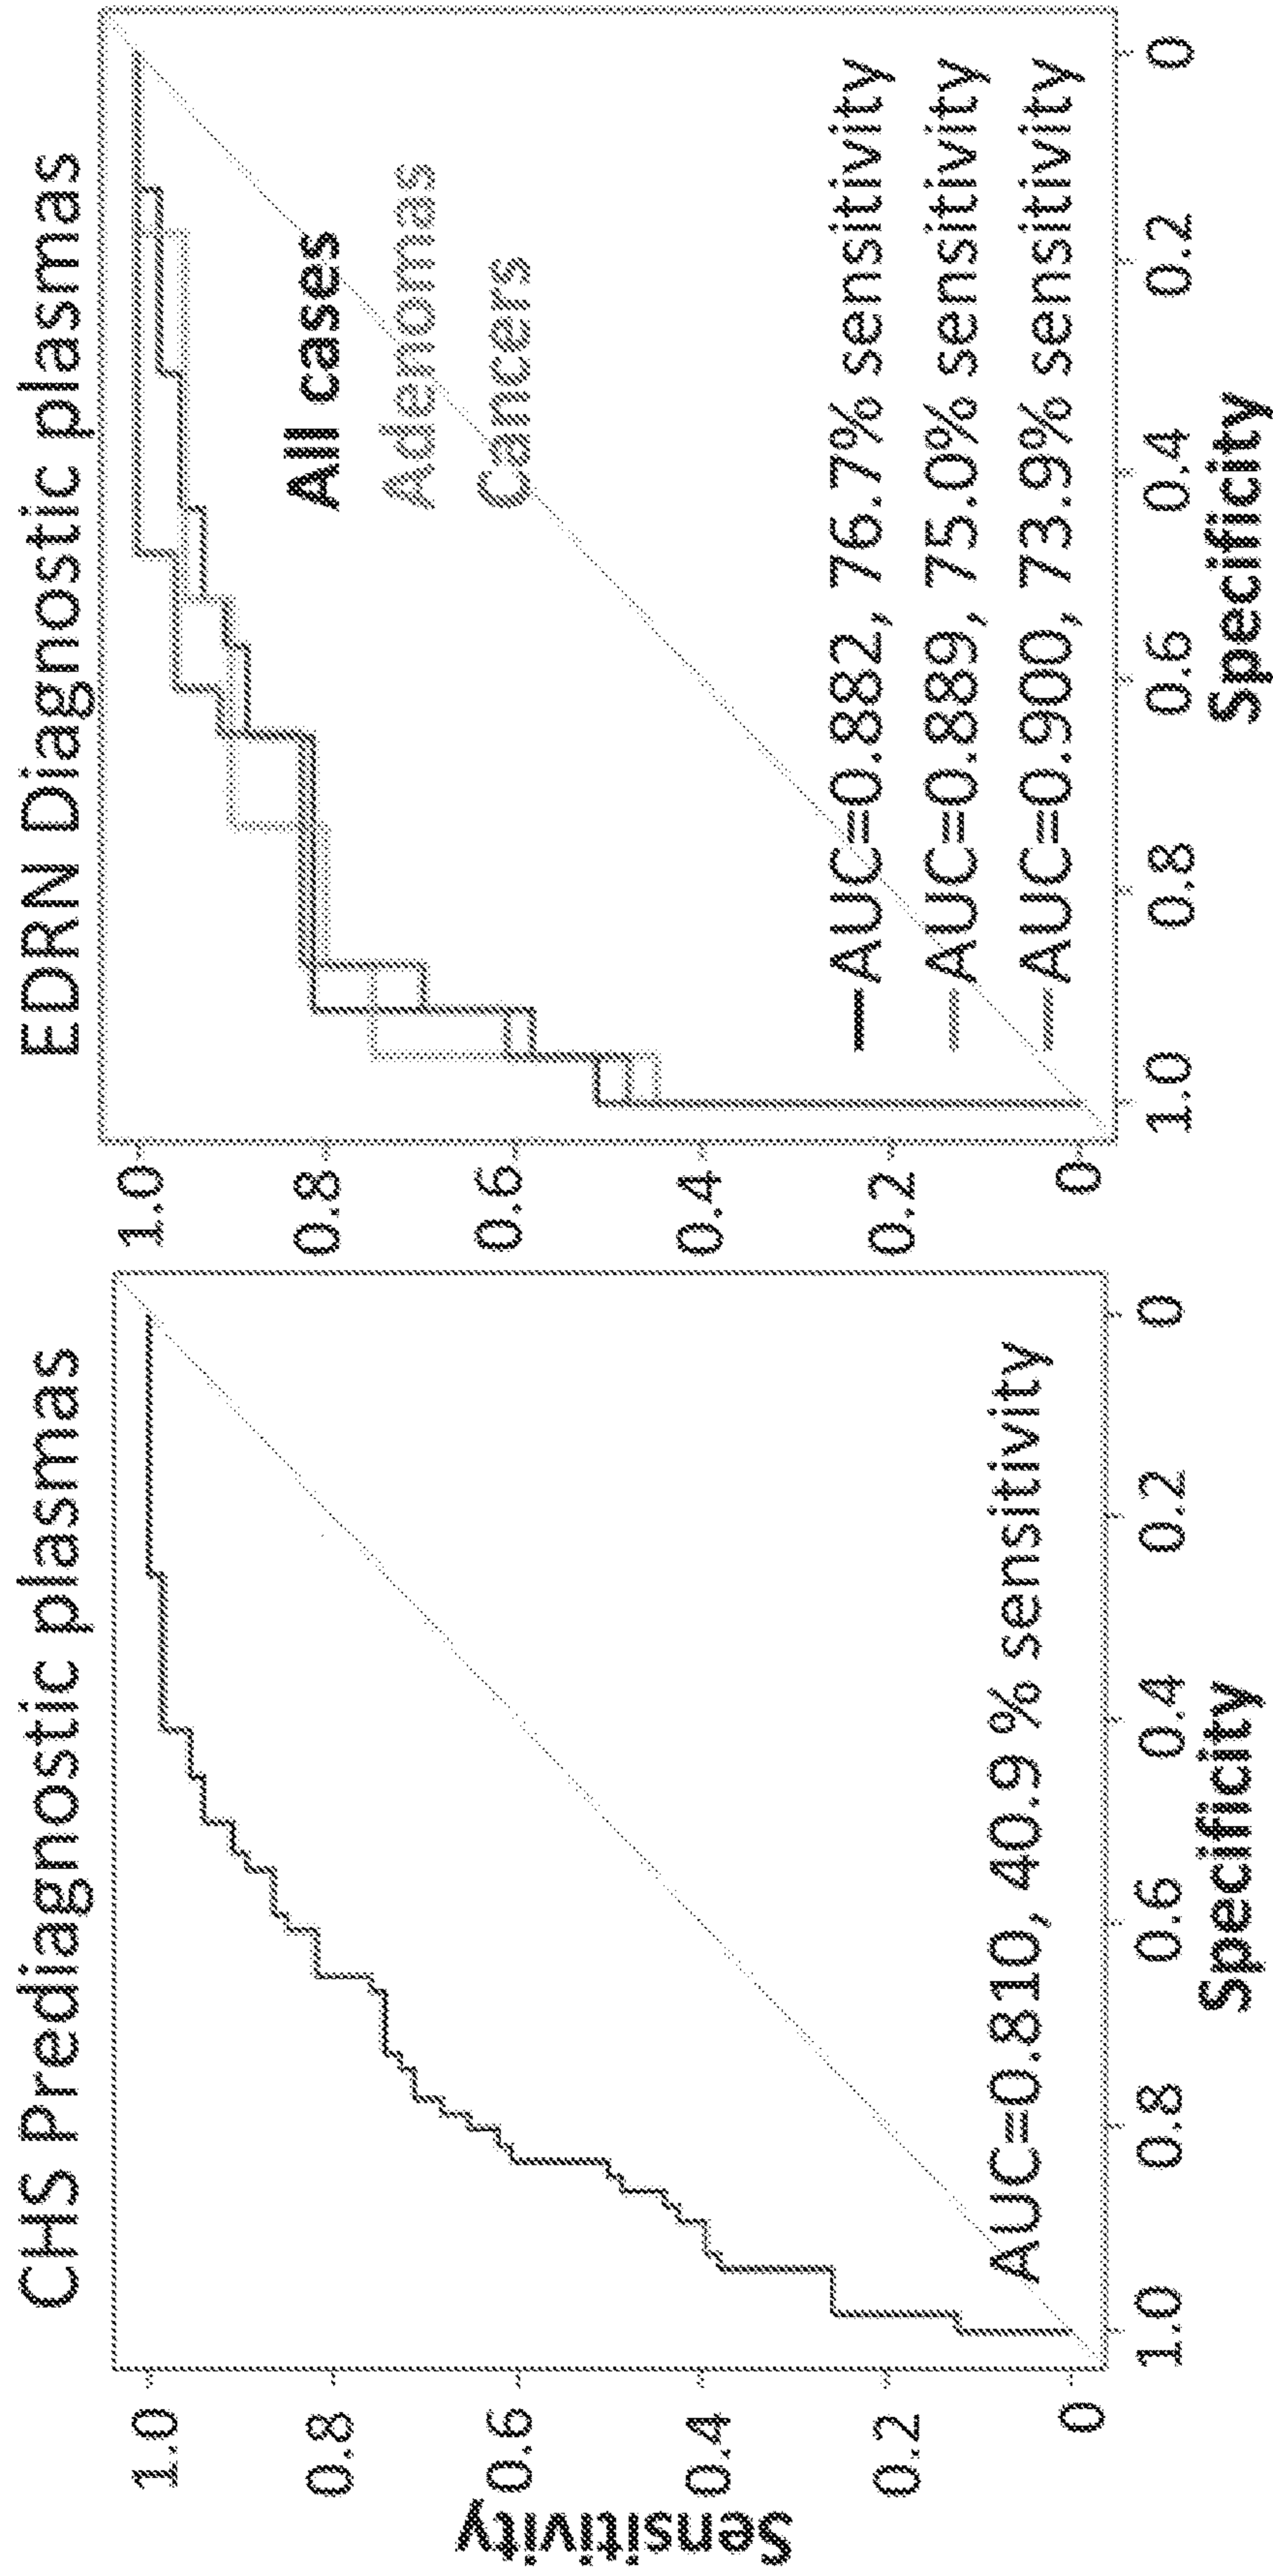 CHS Prediagnostic plasmas
Sensitivity
1.0
0.8
0.6
0.4
0.2
0
AUC=0.810, 40.9 % sensitivity
1.0
0.8
0.6
0.4
0.2
0
Specificity
EDRN Diagnostic plasmas
1.0
0.8
0.6
0.4
0.2
0
All cases
Adenomas
Cancers
AUC=0.882, 76.7% sensitivity
AUC=0.889, 75.0% sensitivity
AUC=0.900, 73.9% sensitivity
1.0
0.8
0.6
0.4
0.2
0
Specificity